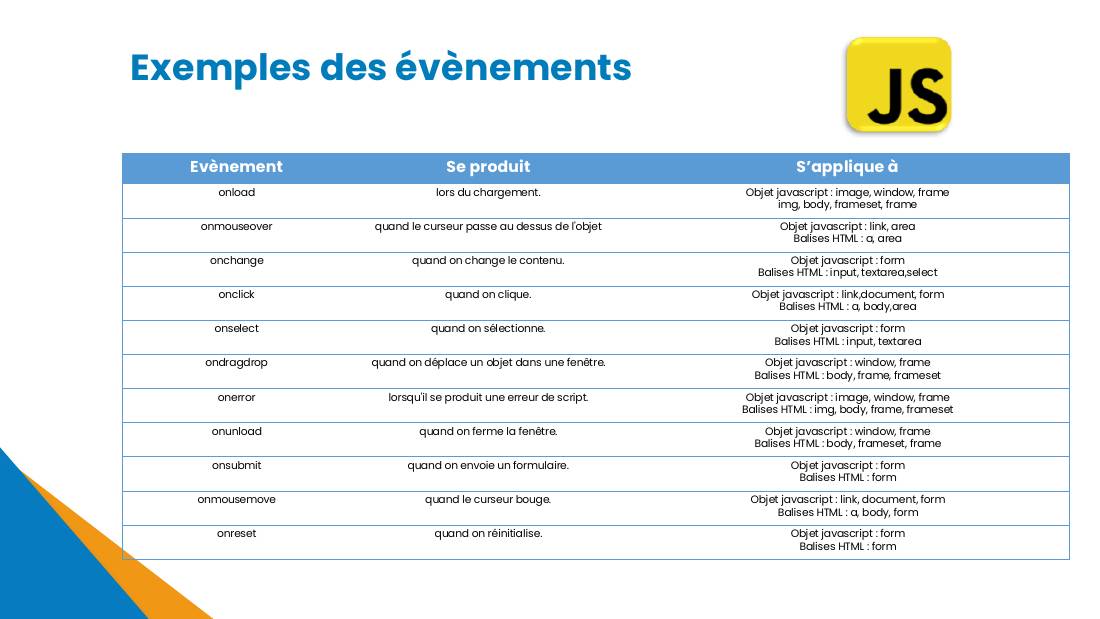 Exemples des évènements
JS
Evènement Se produit S’applique à
onload lors du chargement. Objet javascript : image, window, frame
img, body, frameset, frame
onmouseover quand le curseur passe au dessus de l'objet Objet javascript : link, area
Balises HTML : a, area
onchange quand on change le contenu. Objet javascript : form
Balises HTML : input, textarea,select
onclick quand on clique. Objet javascript : link,document, form
Balises HTML : a, body,area
onselect quand on sélectionne. Objet javascript : form
Balises HTML : input, textarea
ondragdrop quand on déplace un objet dans une fenêtre. Objet javascript : window, frame
Balises HTML : body, frame, frameset
onerror lorsqu'il se produit une erreur de script. Objet javascript : image, window, frame
Balises HTML : img, body, frame, frameset
onunload quand on ferme la fenêtre. Objet javascript : window, frame
Balises HTML : body, frameset, frame
onsubmit quand on envoie un formulaire. Objet javascript : form
Balises HTML : form
onmousemove quand le curseur bouge. Objet javascript : link, document, form
Balises HTML : a, body, form
onreset quand on réinitialise. Objet javascript : form
Balises HTML : form